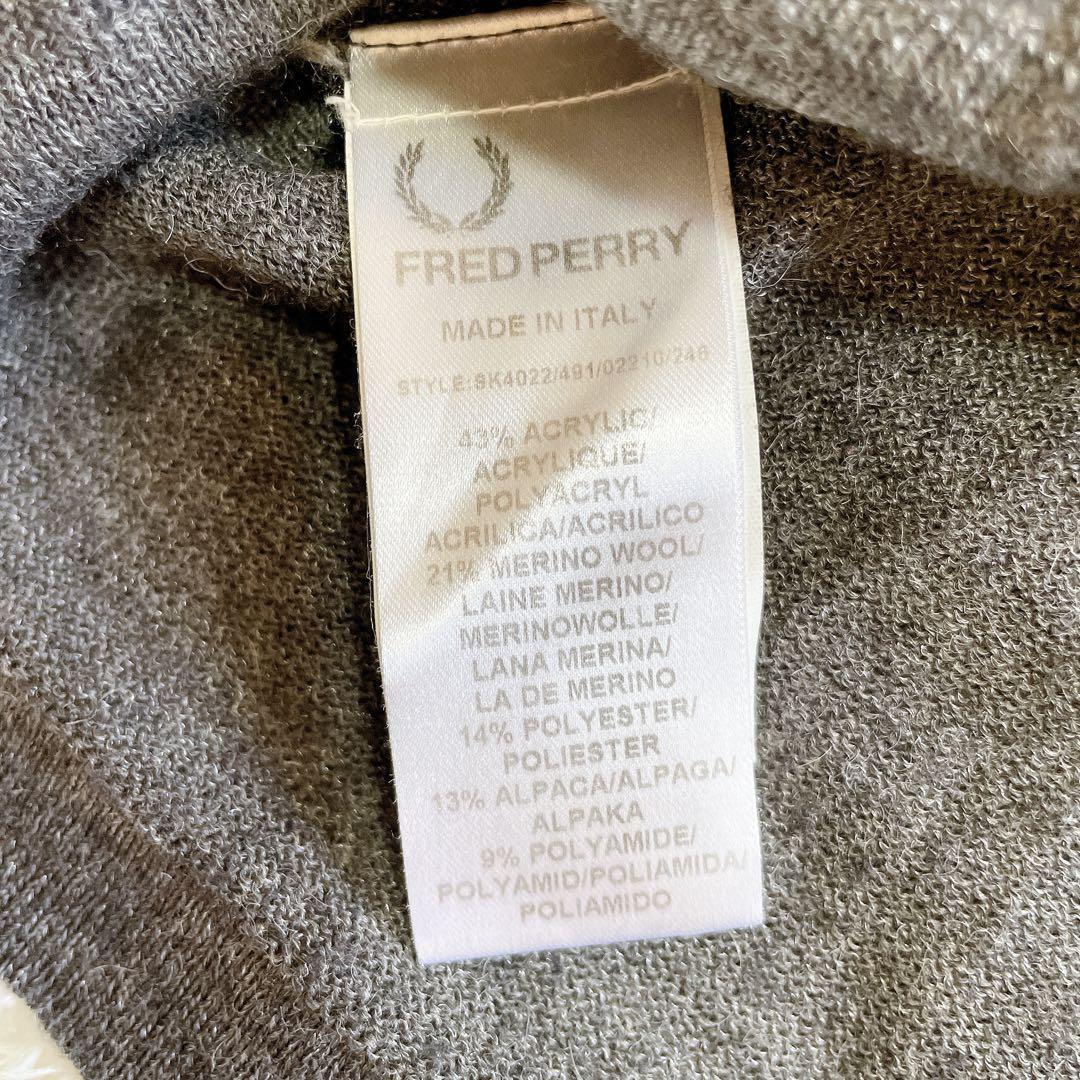 FRED PERRY
MADE IN ITALY
STYLE:SK4022/491/02210/246
43% ACRYLIC/
ACRYLIQUE/
POLYACRYL
ACRILICA/ACRILICO
21% MERINO WOOL/
LAINE MERINO/
MERINOWOLLE/
LANA MERINA/
LA DE MERINO
14% POLYESTER/
POLIESTER
13% ALPACA/ALPAGA/
ALPAKA
9% POLYAMIDE/
POLYAMID/POLIAMIDA/
POLIAMIDO